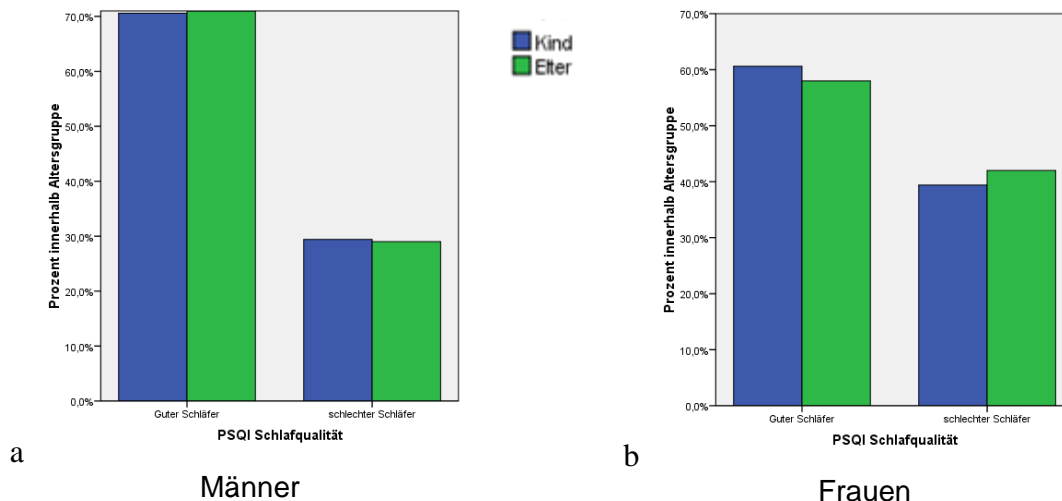 70,0%
60,0%
50,0%
40,0%
30,0%
20,0%
10,0%
0,0%
Prozent innerhalb Altersgruppe
Guter Schläfer schlechter Schläfer
PSQI Schlafqualität
a
Männer
Kind
Elter
70,0%
60,0%
50,0%
40,0%
30,0%
20,0%
10,0%
0,0%
Prozent innerhalb Altersgruppe
Guter Schläfer schlechter Schläfer
PSQI Schlafqualität
b
Frauen